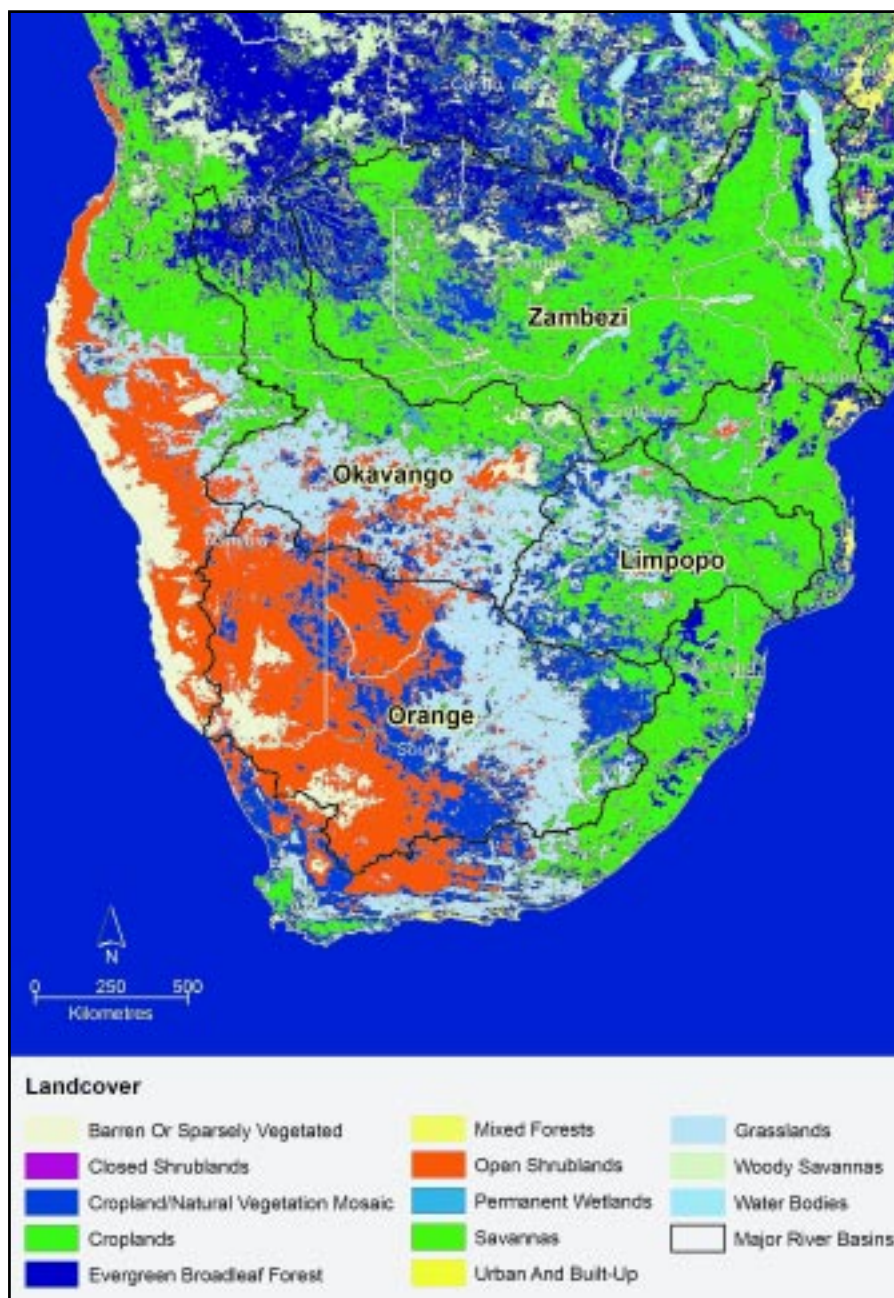 Zambezi
Okavango
Limpopo
Orange
N
0 250 500
Kilometres
Landcover
Barren Or Sparsely Vegetated
Closed Shrublands
Cropland/Natural Vegetation Mosaic
Croplands
Evergreen Broadleaf Forest
Mixed Forests
Open Shrublands
Permanent Wetlands
Savannas
Urban And Built-Up
Grasslands
Woody Savannas
Water Bodies
Major River Basins